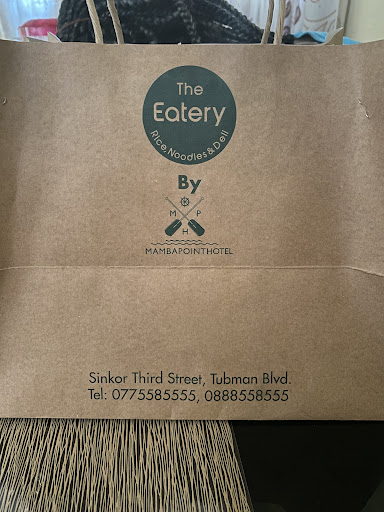 The
Eatery
Rice, Noodles & Deli
By
M P
H
MAMBAPOINTHOTEL
Sinkor Third Street, Tubman Blvd.
Tel: 0775585555, 0888558555